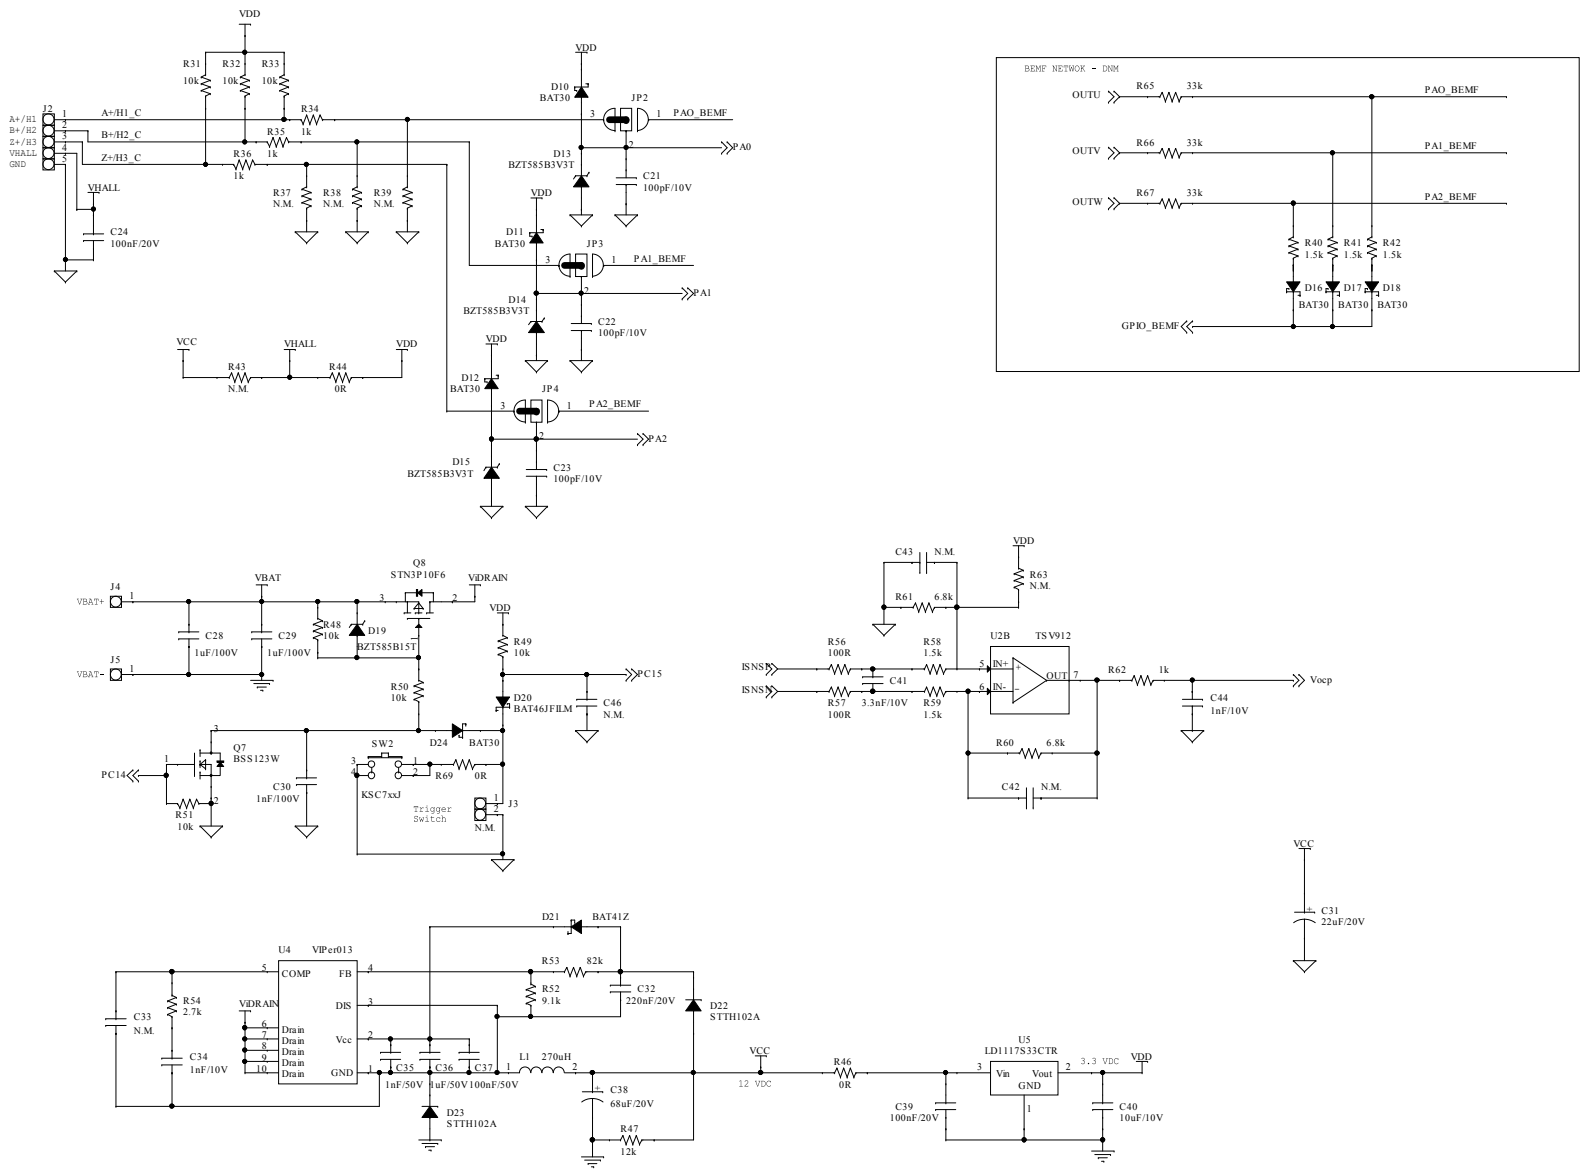 VDD
R31
10k
R32
10k
R33
10k
J2
A+/H1
B+/H2
Z+/H3
VHALL
GND
1
2
3
4
5
A+/H1_C
B+/H2_C
Z+/H3_C
R34
1k
R35
1k
R36
1k
VHALL
C24
100nF/20V
R37
N.M.
R38
N.M.
R39
N.M.
VDD
D10
BAT30
JP2
3
1
PAO_BEMF
2
PA0
D13
BZT585B3V3T
C21
100pF/10V
VDD
D11
BAT30
JP3
3
1
PA1_BEMF
2
PA1
D14
BZT585B3V3T
C22
100pF/10V
VDD
D12
BAT30
JP4
3
1
PA2_BEMF
2
PA2
D15
BZT585B3V3T
C23
100pF/10V
VCC
VHALL
VDD
R43
N.M.
R44
0R
BEMF NETWOK - DNM
OUTU
R65
33k
PAO_BEMF
OUTV
R66
33k
PA1_BEMF
OUTW
R67
33k
PA2_BEMF
R40
1.5k
R41
1.5k
R42
1.5k
D16
BAT30
D17
BAT30
D18
BAT30
GPIO_BEMF
J4
VBAT+
1
VBAT
J5
VBAT-
1
C28
1uF/100V
C29
1uF/100V
R48
10k
D19
BZT585B15T
Q8
STN3P10F6
3
2
1
ViDRAIN
VDD
R49
10k
PC15
D20
BAT46JFILM
C46
N.M.
R50
10k
D24
BAT30
Q7
BSS123W
3
1
2
PC14
R51
10k
C30
1nF/100V
SW2
3
4
1
2
KSC7xxJ
R69
0R
Trigger
Switch
J3
1
2
N.M.
C43
N.M.
R61
6.8k
VDD
R63
N.M.
U2B
TSV912
ISNSP
ISNSN
R56
100R
R57
100R
C41
3.3nF/10V
R58
1.5k
R59
1.5k
5
IN+
6
IN-
+
-
OUT
7
R60
6.8k
C42
N.M.
R62
1k
C44
1nF/10V
Vocp
VCC
+
C31
22uF/20V
D21
BAT41Z
U4
VIPer013
5
COMP
FB
4
DIS
3
Vcc
2
GND
1
ViDRAIN
6
Drain
7
Drain
8
Drain
9
Drain
10
Drain
C33
N.M.
R54
2.7k
C34
1nF/10V
R53
82k
R52
9.1k
C32
220nF/20V
D22
STTH102A
C35
1nF/50V
C36
1uF/50V
C37
100nF/50V
D23
STTH102A
L1
270uH
1
2
+
C38
68uF/20V
R47
12k
VCC
12 VDC
R46
0R
C39
100nF/20V
U5
LD1117S33CTR
3
Vin
Vout
2
GND
1
3.3 VDC
VDD
C40
10uF/10V